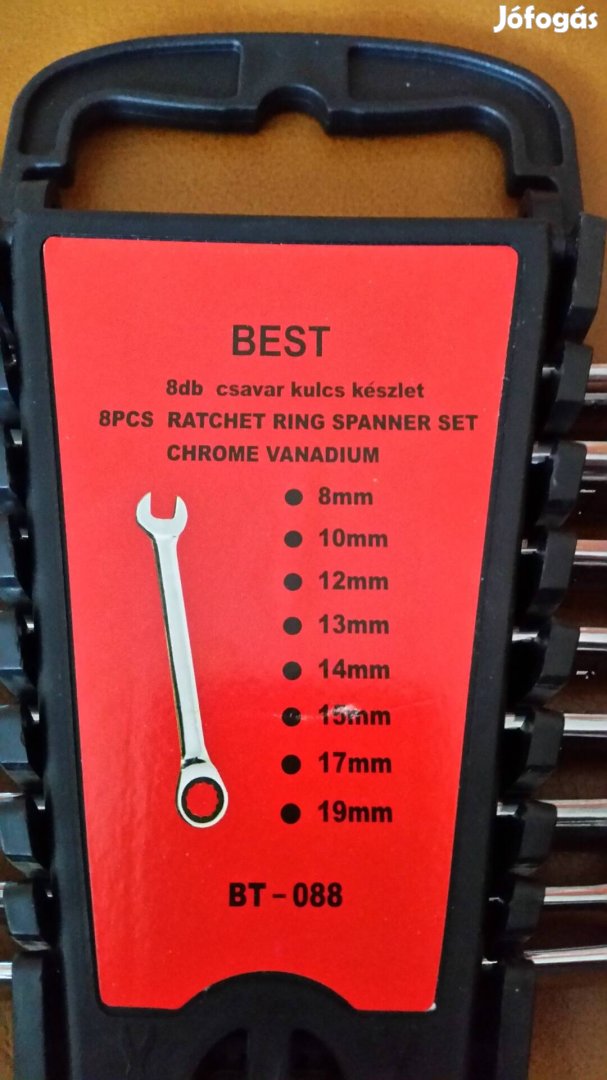 Jófogás
BEST
8db csavar kulcs készlet
8PCS RATCHET RING SPANNER SET
CHROME VANADIUM
● 8mm
● 10mm
● 12mm
● 13mm
● 14mm
● 15mm
● 17mm
● 19mm
BT-088